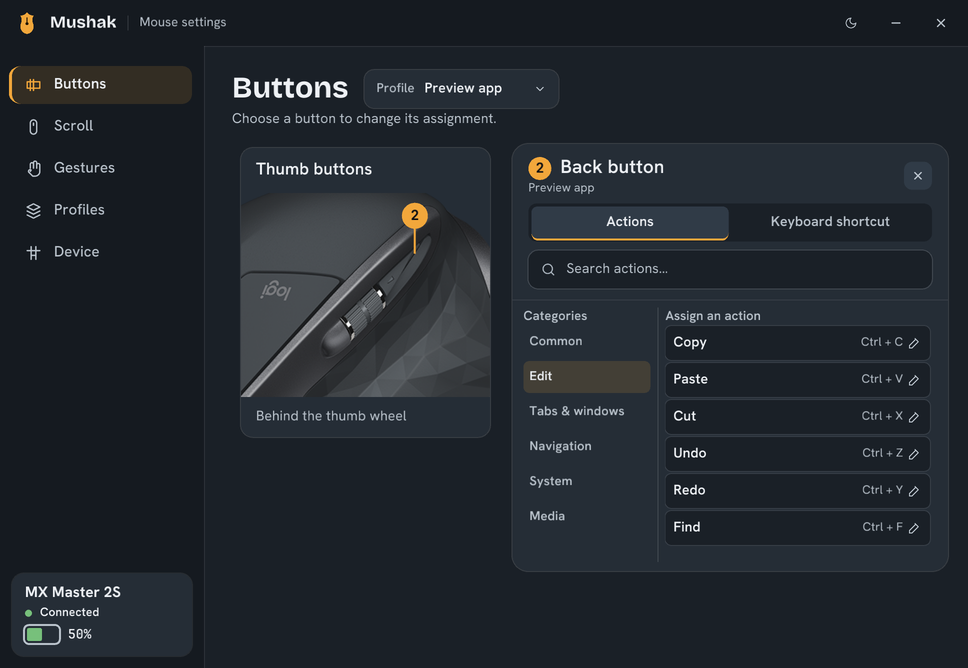 Mushak
Mouse settings
Buttons
Scroll
Gestures
Profiles
Device
MX Master 2S
Connected
50%
Buttons
Profile Preview app
Choose a button to change its assignment.
Thumb buttons
2
logi
Behind the thumb wheel
2 Back button
Preview app
Actions
Keyboard shortcut
Search actions...
Categories
Common
Edit
Tabs & windows
Navigation
System
Media
Assign an action
Copy Ctrl + C
Paste Ctrl + V
Cut Ctrl + X
Undo Ctrl + Z
Redo Ctrl + Y
Find Ctrl + F